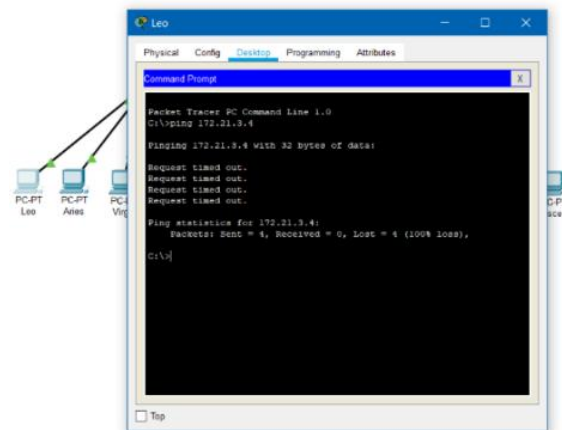 Leo
Physical Config Desktop Programming Attributes
Command Prompt X
Packet Tracer PC Command Line 1.0
C:\>ping 172.21.3.4
Pinging 172.21.3.4 with 32 bytes of data:
Request timed out.
Request timed out.
Request timed out.
Request timed out.
Ping statistics for 172.21.3.4:
Packets: Sent = 4, Received = 0, Lost = 4 (100% loss),
C:\>
PC-PT
Leo
PC-PT
Aries
Top